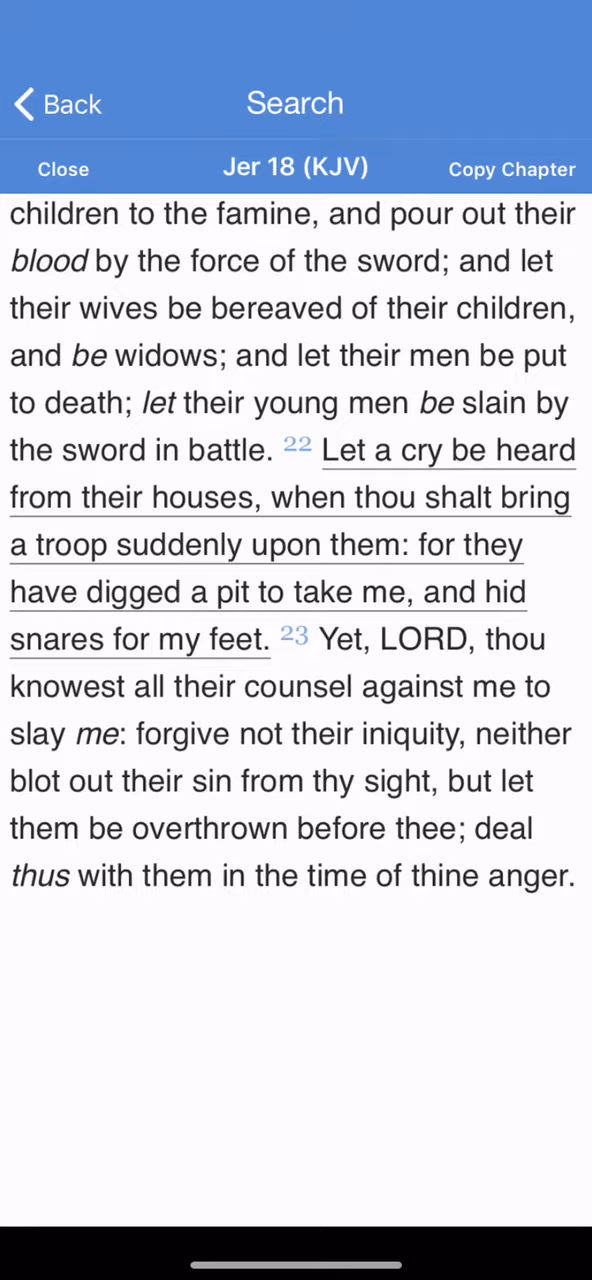 Back
Search
Close
Jer 18 (KJV)
Copy Chapter
children to the famine, and pour out their
blood by the force of the sword; and let
their wives be bereaved of their children,
and be widows; and let their men be put
to death; let their young men be slain by
the sword in battle. 22 Let a cry be heard
from their houses, when thou shalt bring
a troop suddenly upon them: for they
have digged a pit to take me, and hid
snares for my feet. 23 Yet, LORD, thou
knowest all their counsel against me to
slay me: forgive not their iniquity, neither
blot out their sin from thy sight, but let
them be overthrown before thee; deal
thus with them in the time of thine anger.